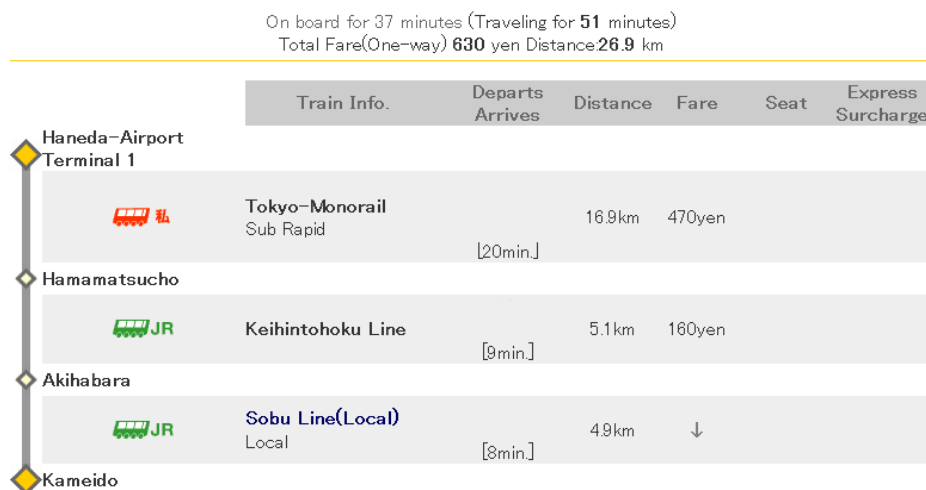 On board for 37 minutes (Traveling for 51 minutes)
Total Fare(One-way) 630 yen Distance:26.9 km
Train Info. Departs Arrives Distance Fare Seat Express Surcharge
Haneda-Airport
Terminal 1
私 Tokyo-Monorail 16.9km 470yen
Sub Rapid
[20min.]
Hamamatsucho
JR Keihintohoku Line 5.1km 160yen
[9min.]
Akihabara
JR Sobu Line(Local) 4.9km ↓
Local
[8min.]
Kameido